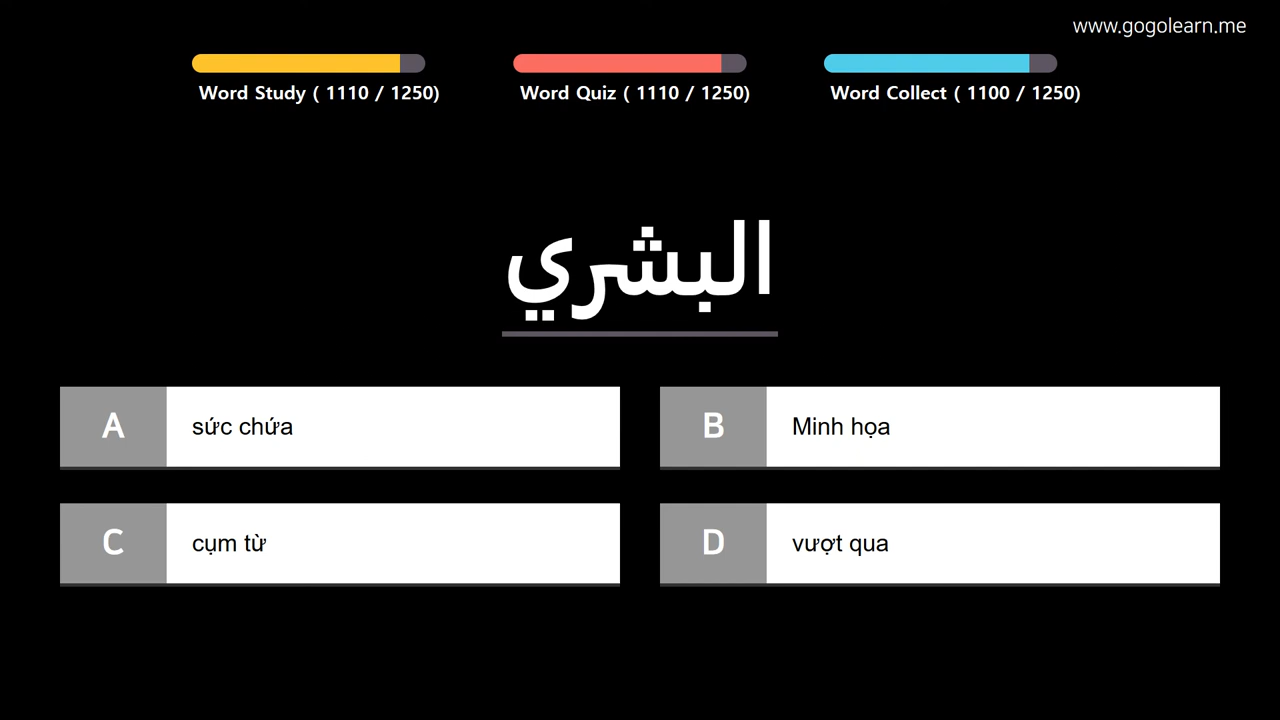 www.gogolearn.me
Word Study ( 1110 / 1250)
Word Quiz ( 1110 / 1250)
Word Collect ( 1100 / 1250)
البشري
A
sức chứa
B
Minh họa
C
cụm từ
D
vượt qua